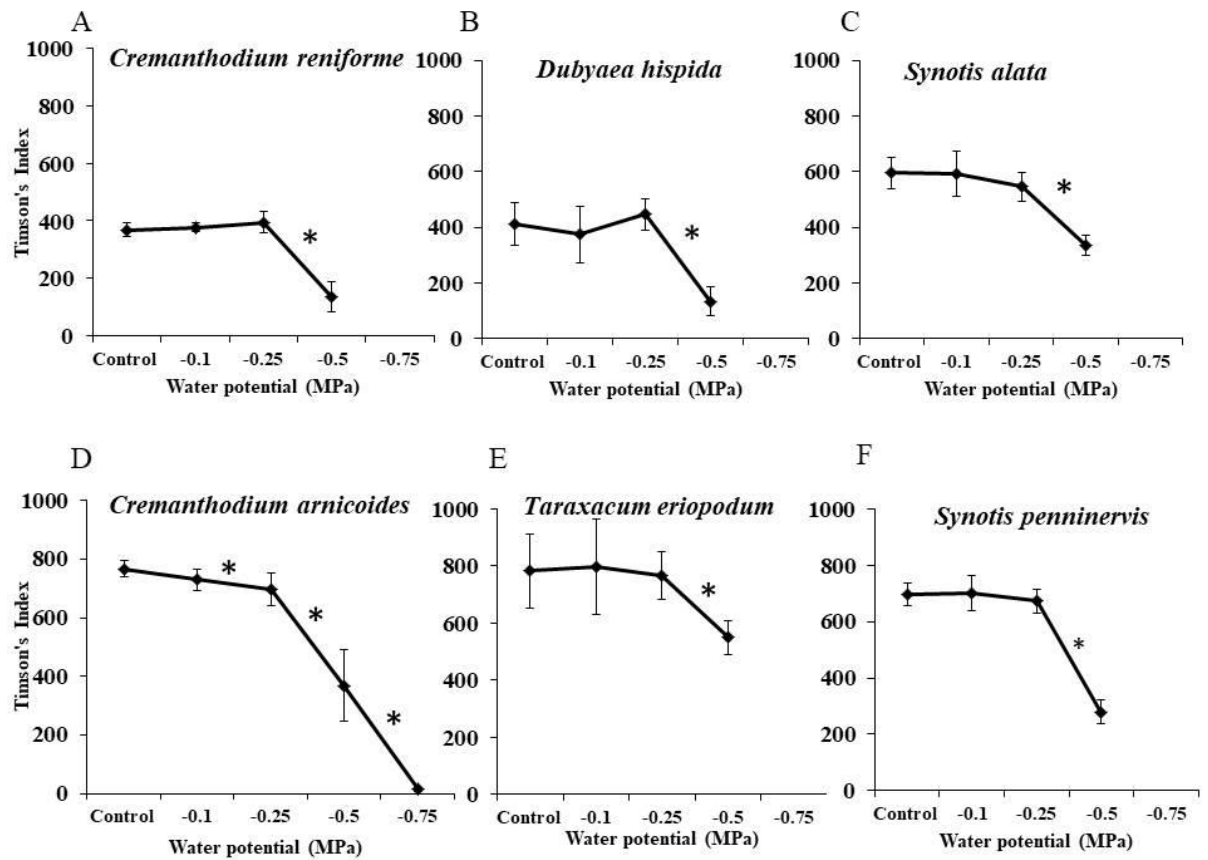 A
Cremanthodium reniforme
1000
800
600
400
200
0
Timson's Index
*
Control -0.1 -0.25 -0.5 -0.75
Water potential (MPa)
B
Dubyaea hispida
1000
800
600
400
200
0
*
Control -0.1 -0.25 -0.5 -0.75
Water potential (MPa)
C
Synotis alata
1000
800
600
400
200
0
*
Control -0.1 -0.25 -0.5 -0.75
Water potential (MPa)
D
Cremanthodium arnicoides
1000
800
600
400
200
0
Timson's Index
*
*
*
Control -0.1 -0.25 -0.5 -0.75
Water potential (MPa)
E
Taraxacum eriopodum
1000
800
600
400
200
0
*
Control -0.1 -0.25 -0.5 -0.75
Water potential (MPa)
F
Synotis penninervis
1000
800
600
400
200
0
*
Control -0.1 -0.25 -0.5 -0.75
Water potential (MPa)